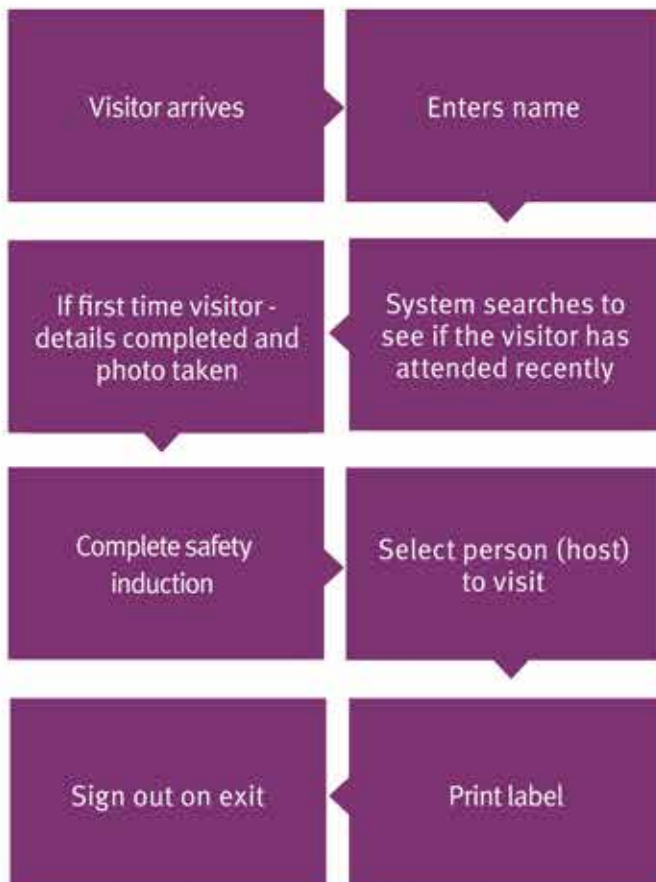 Visitor arrives
Enters name
System searches to
see if the visitor has
attended recently
If first time visitor -
details completed and
photo taken
Complete safety
induction
Select person (host)
to visit
Print label
Sign out on exit